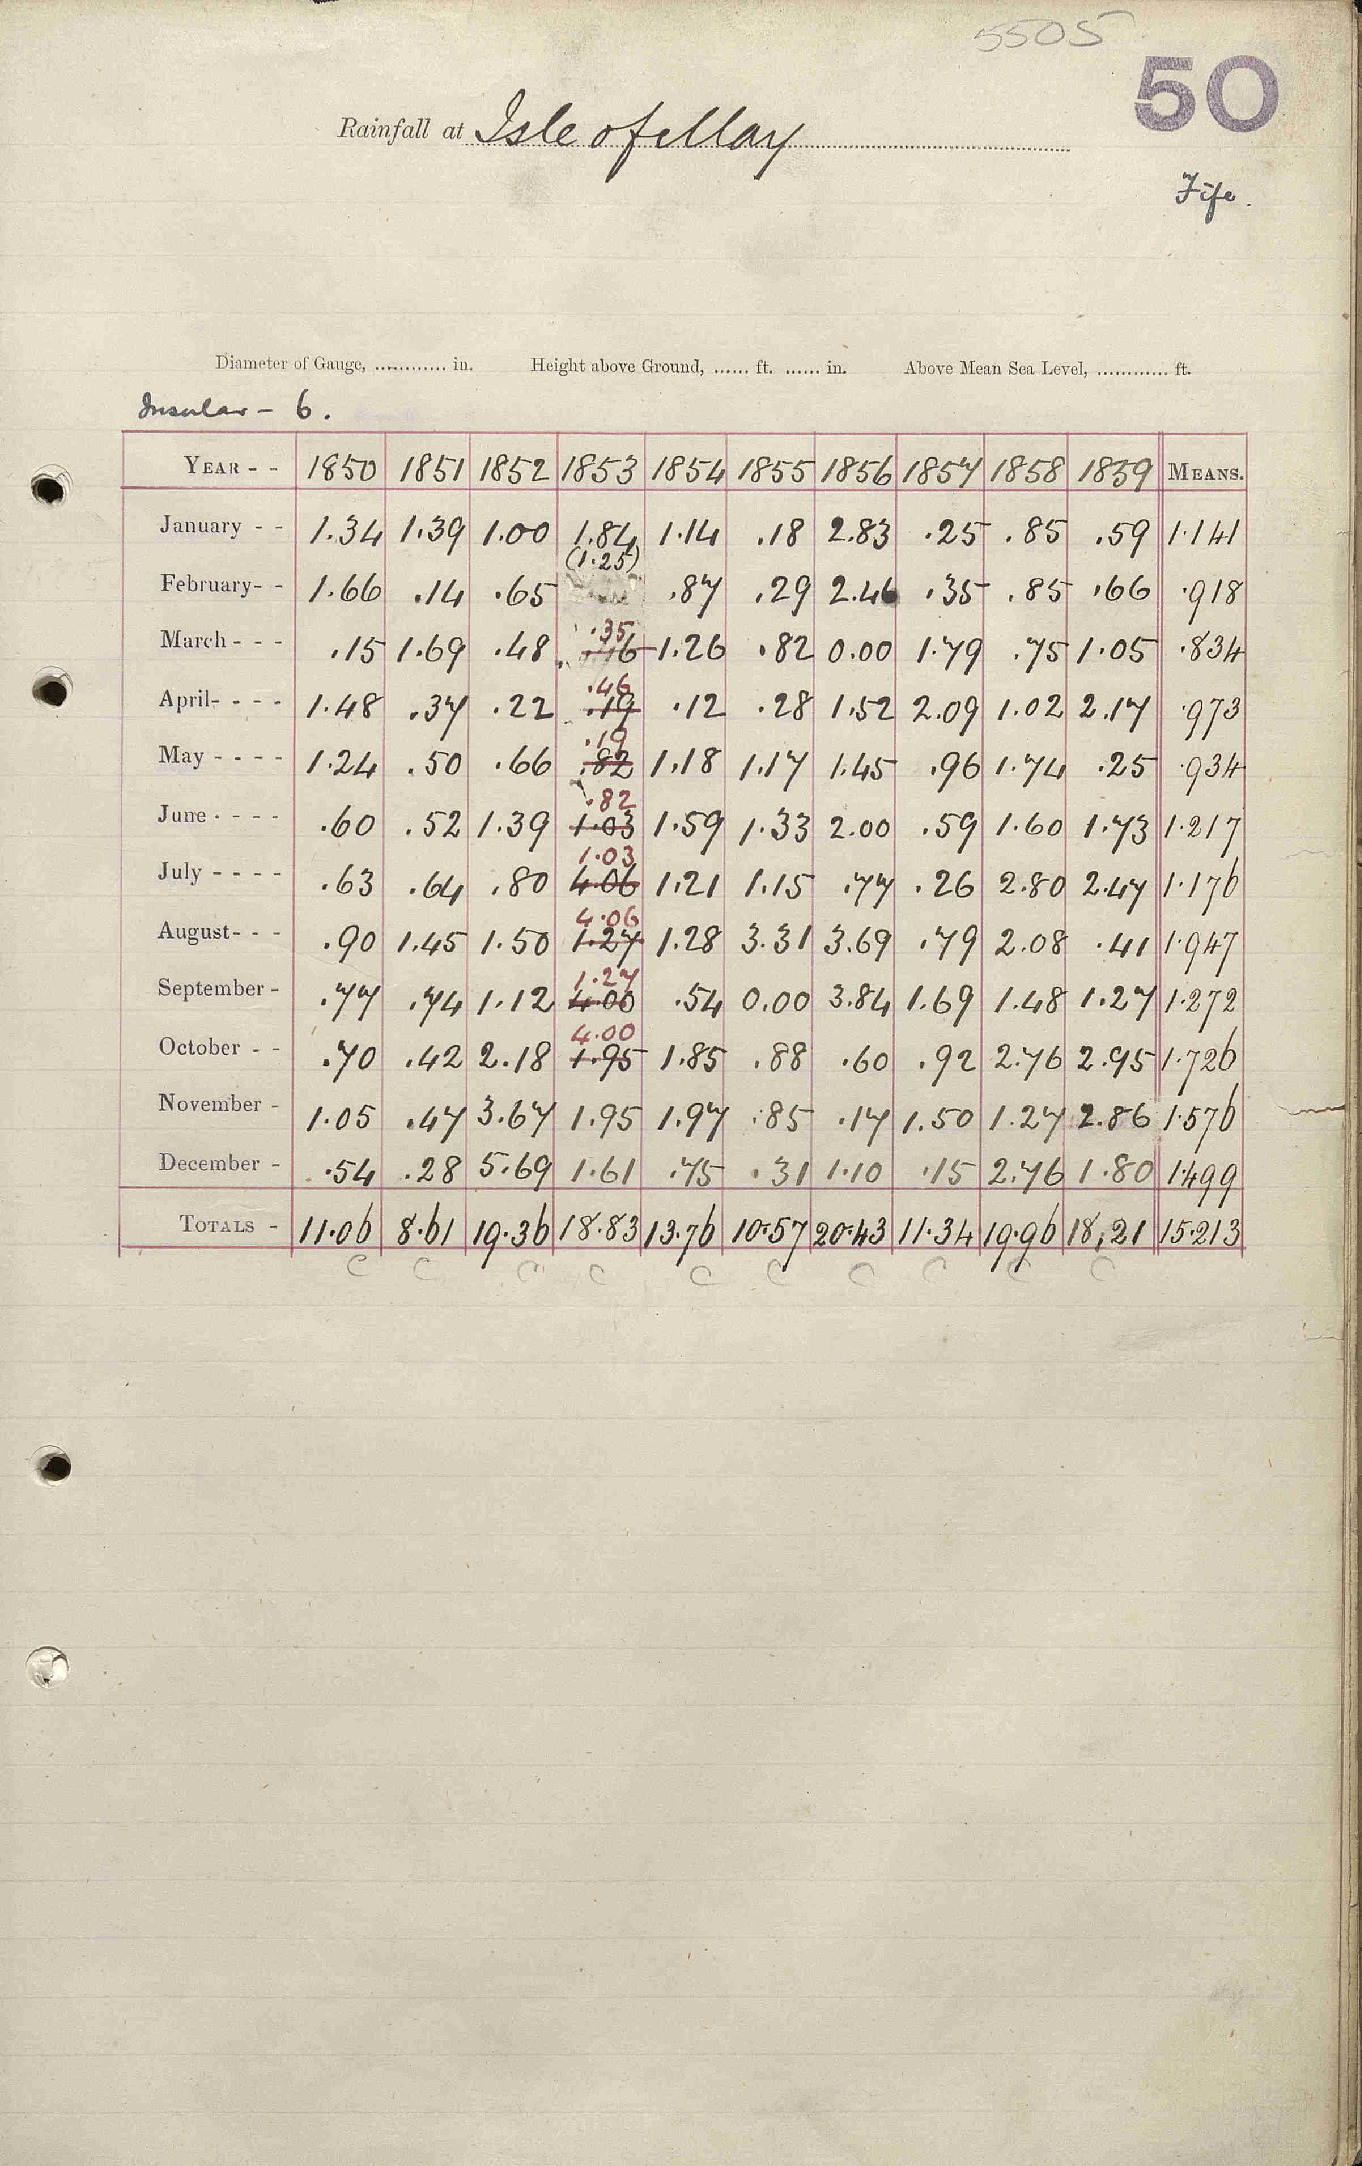 5505
50
Rainfall at Isle of May
Fife.
Diameter of Gauge, ............ in. Height above Ground, ...... ft. ...... in. Above Mean Sea Level, ............ ft.
Insular - 6.
YEAR - - 1850 1851 1852 1853 1854 1855 1856 1857 1858 1859 MEANS.
January - - 1.34 1.39 1.00 1.84 1.14 .18 2.83 .25 .85 .59 1.141
February- - 1.66 .14 .65 (1.25) .87 .29 2.46 .35 .85 .66 .918
March - - - .15 1.69 .48 .35 .46 1.26 .82 0.00 1.79 .75 1.05 .834
April- - - - 1.48 .37 .22 .46 .19 .12 .28 1.52 2.09 1.02 2.17 .973
May - - - - 1.24 .50 .66 .19 .82 1.18 1.17 1.45 .96 1.74 .25 .934
June - - - - .60 .52 1.39 .82 1.03 1.59 1.33 2.00 .59 1.60 1.73 1.217
July - - - - .63 .64 .80 1.03 4.06 1.21 1.15 .77 .26 2.80 2.47 1.176
August- - - .90 1.45 1.50 4.06 1.27 1.28 3.31 3.69 .79 2.08 .41 1.947
September - .77 .74 1.12 1.27 4.00 .54 0.00 3.84 1.69 1.48 1.27 1.272
October - - .70 .42 2.18 4.00 1.95 1.85 .88 .60 .92 2.76 2.95 1.726
November - 1.05 .47 3.67 1.95 1.97 .85 .17 1.50 1.27 2.86 1.576
December - .54 .28 5.69 1.61 .75 .31 1.10 .15 2.76 1.80 1.499
TOTALS - 11.06 8.61 19.36 18.83 13.76 10.57 20.43 11.34 19.96 18.21 15.213
C C C C C C C C C C